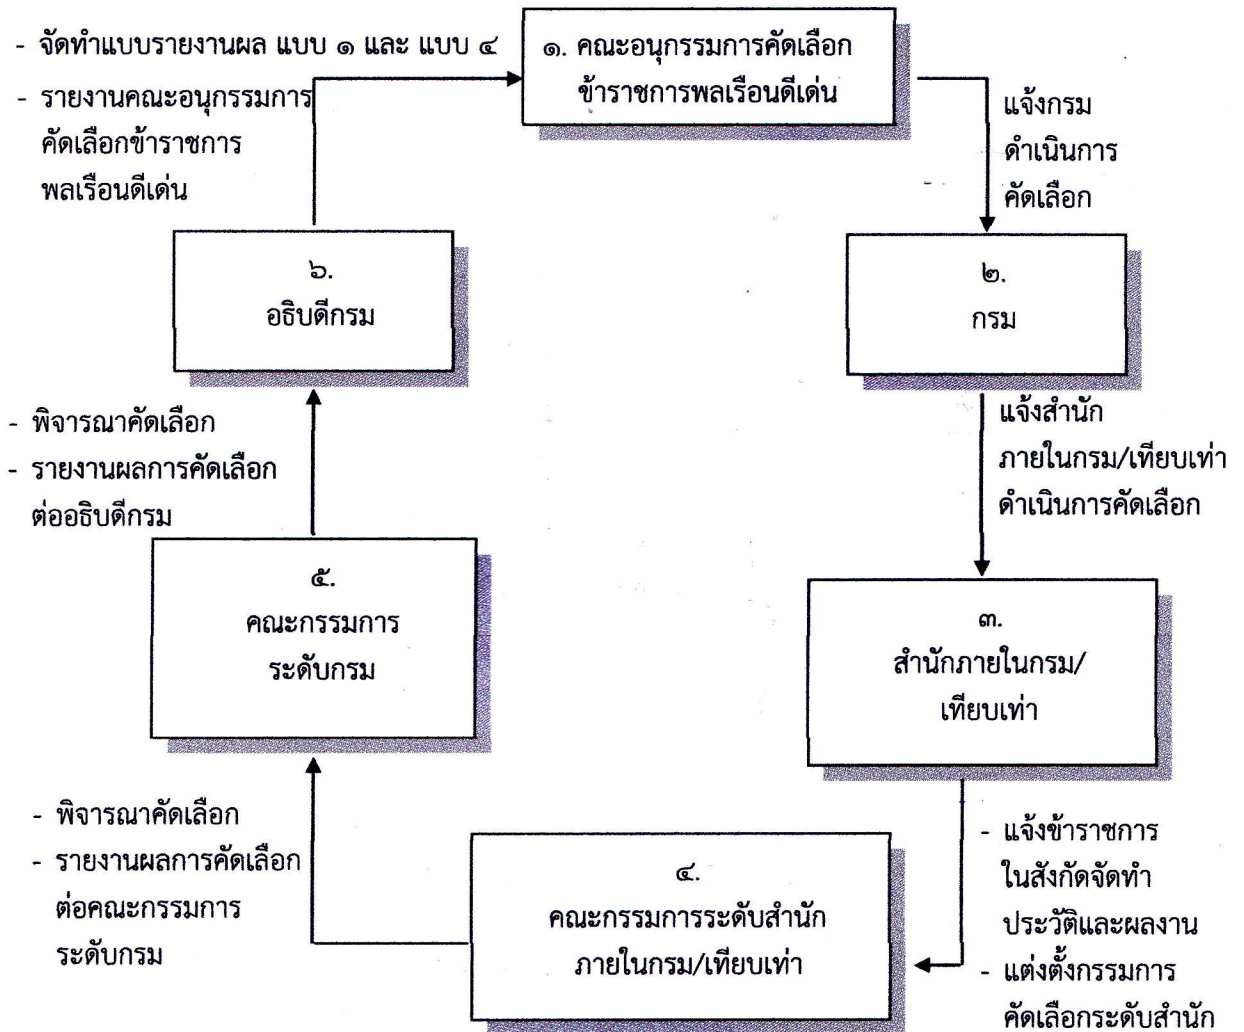 - จัดทำแบบรายงานผล แบบ ๑ และ แบบ ๔
- รายงานคณะอนุกรรมการ
คัดเลือกข้าราชการ
พลเรือนดีเด่น
๑. คณะอนุกรรมการคัดเลือก
ข้าราชการพลเรือนดีเด่น
แจ้งกรม
ดำเนินการ
คัดเลือก
๒.
กรม
แจ้งสำนัก
ภายในกรม/เทียบเท่า
ดำเนินการคัดเลือก
๓.
สำนักภายในกรม/
เทียบเท่า
- แจ้งข้าราชการ
ในสังกัดจัดทำ
ประวัติและผลงาน
- แต่งตั้งกรรมการ
คัดเลือกระดับสำนัก
๔.
คณะกรรมการระดับสำนัก
ภายในกรม/เทียบเท่า
- พิจารณาคัดเลือก
- รายงานผลการคัดเลือก
ต่อคณะกรรมการ
ระดับกรม
๕.
คณะกรรมการ
ระดับกรม
- พิจารณาคัดเลือก
- รายงานผลการคัดเลือก
ต่ออธิบดีกรม
๖.
อธิบดีกรม